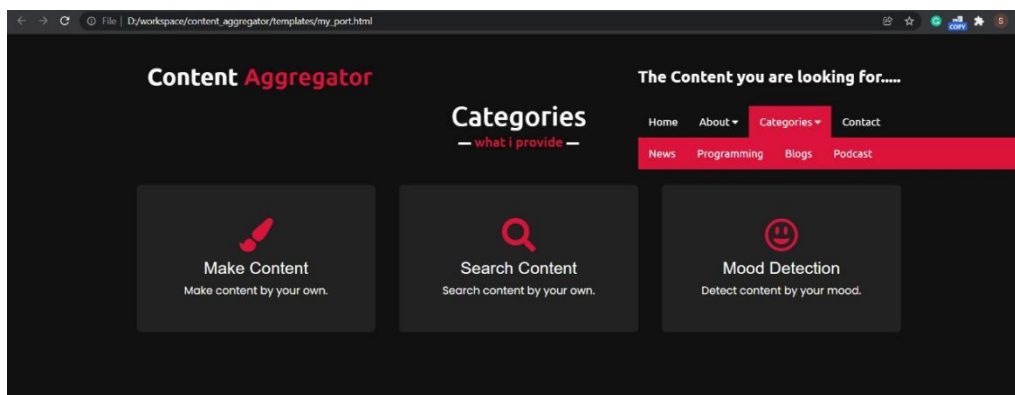 File | D:/workspace/content_aggregator/templates/my_port.html
COPY
S
Content Aggregator
The Content you are looking for.....
Categories
what i provide
Home About Categories Contact
News Programming Blogs Podcast
Make Content
Make content by your own.
Search Content
Search content by your own.
Mood Detection
Detect content by your mood.